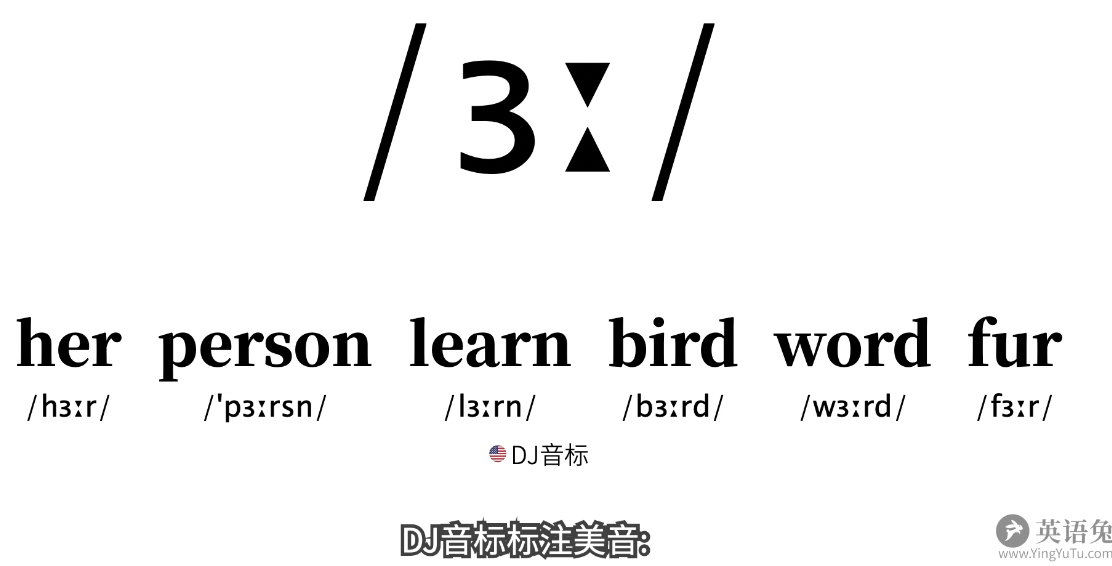 /ɜː/
her person learn bird word fur
/hɜːr/ /ˈpɜːrsn/ /lɜːrn/ /bɜːrd/ /wɜːrd/ /fɜːr/
DJ音标
DJ音标标注美音:
英语兔
www.YingYuTu.com